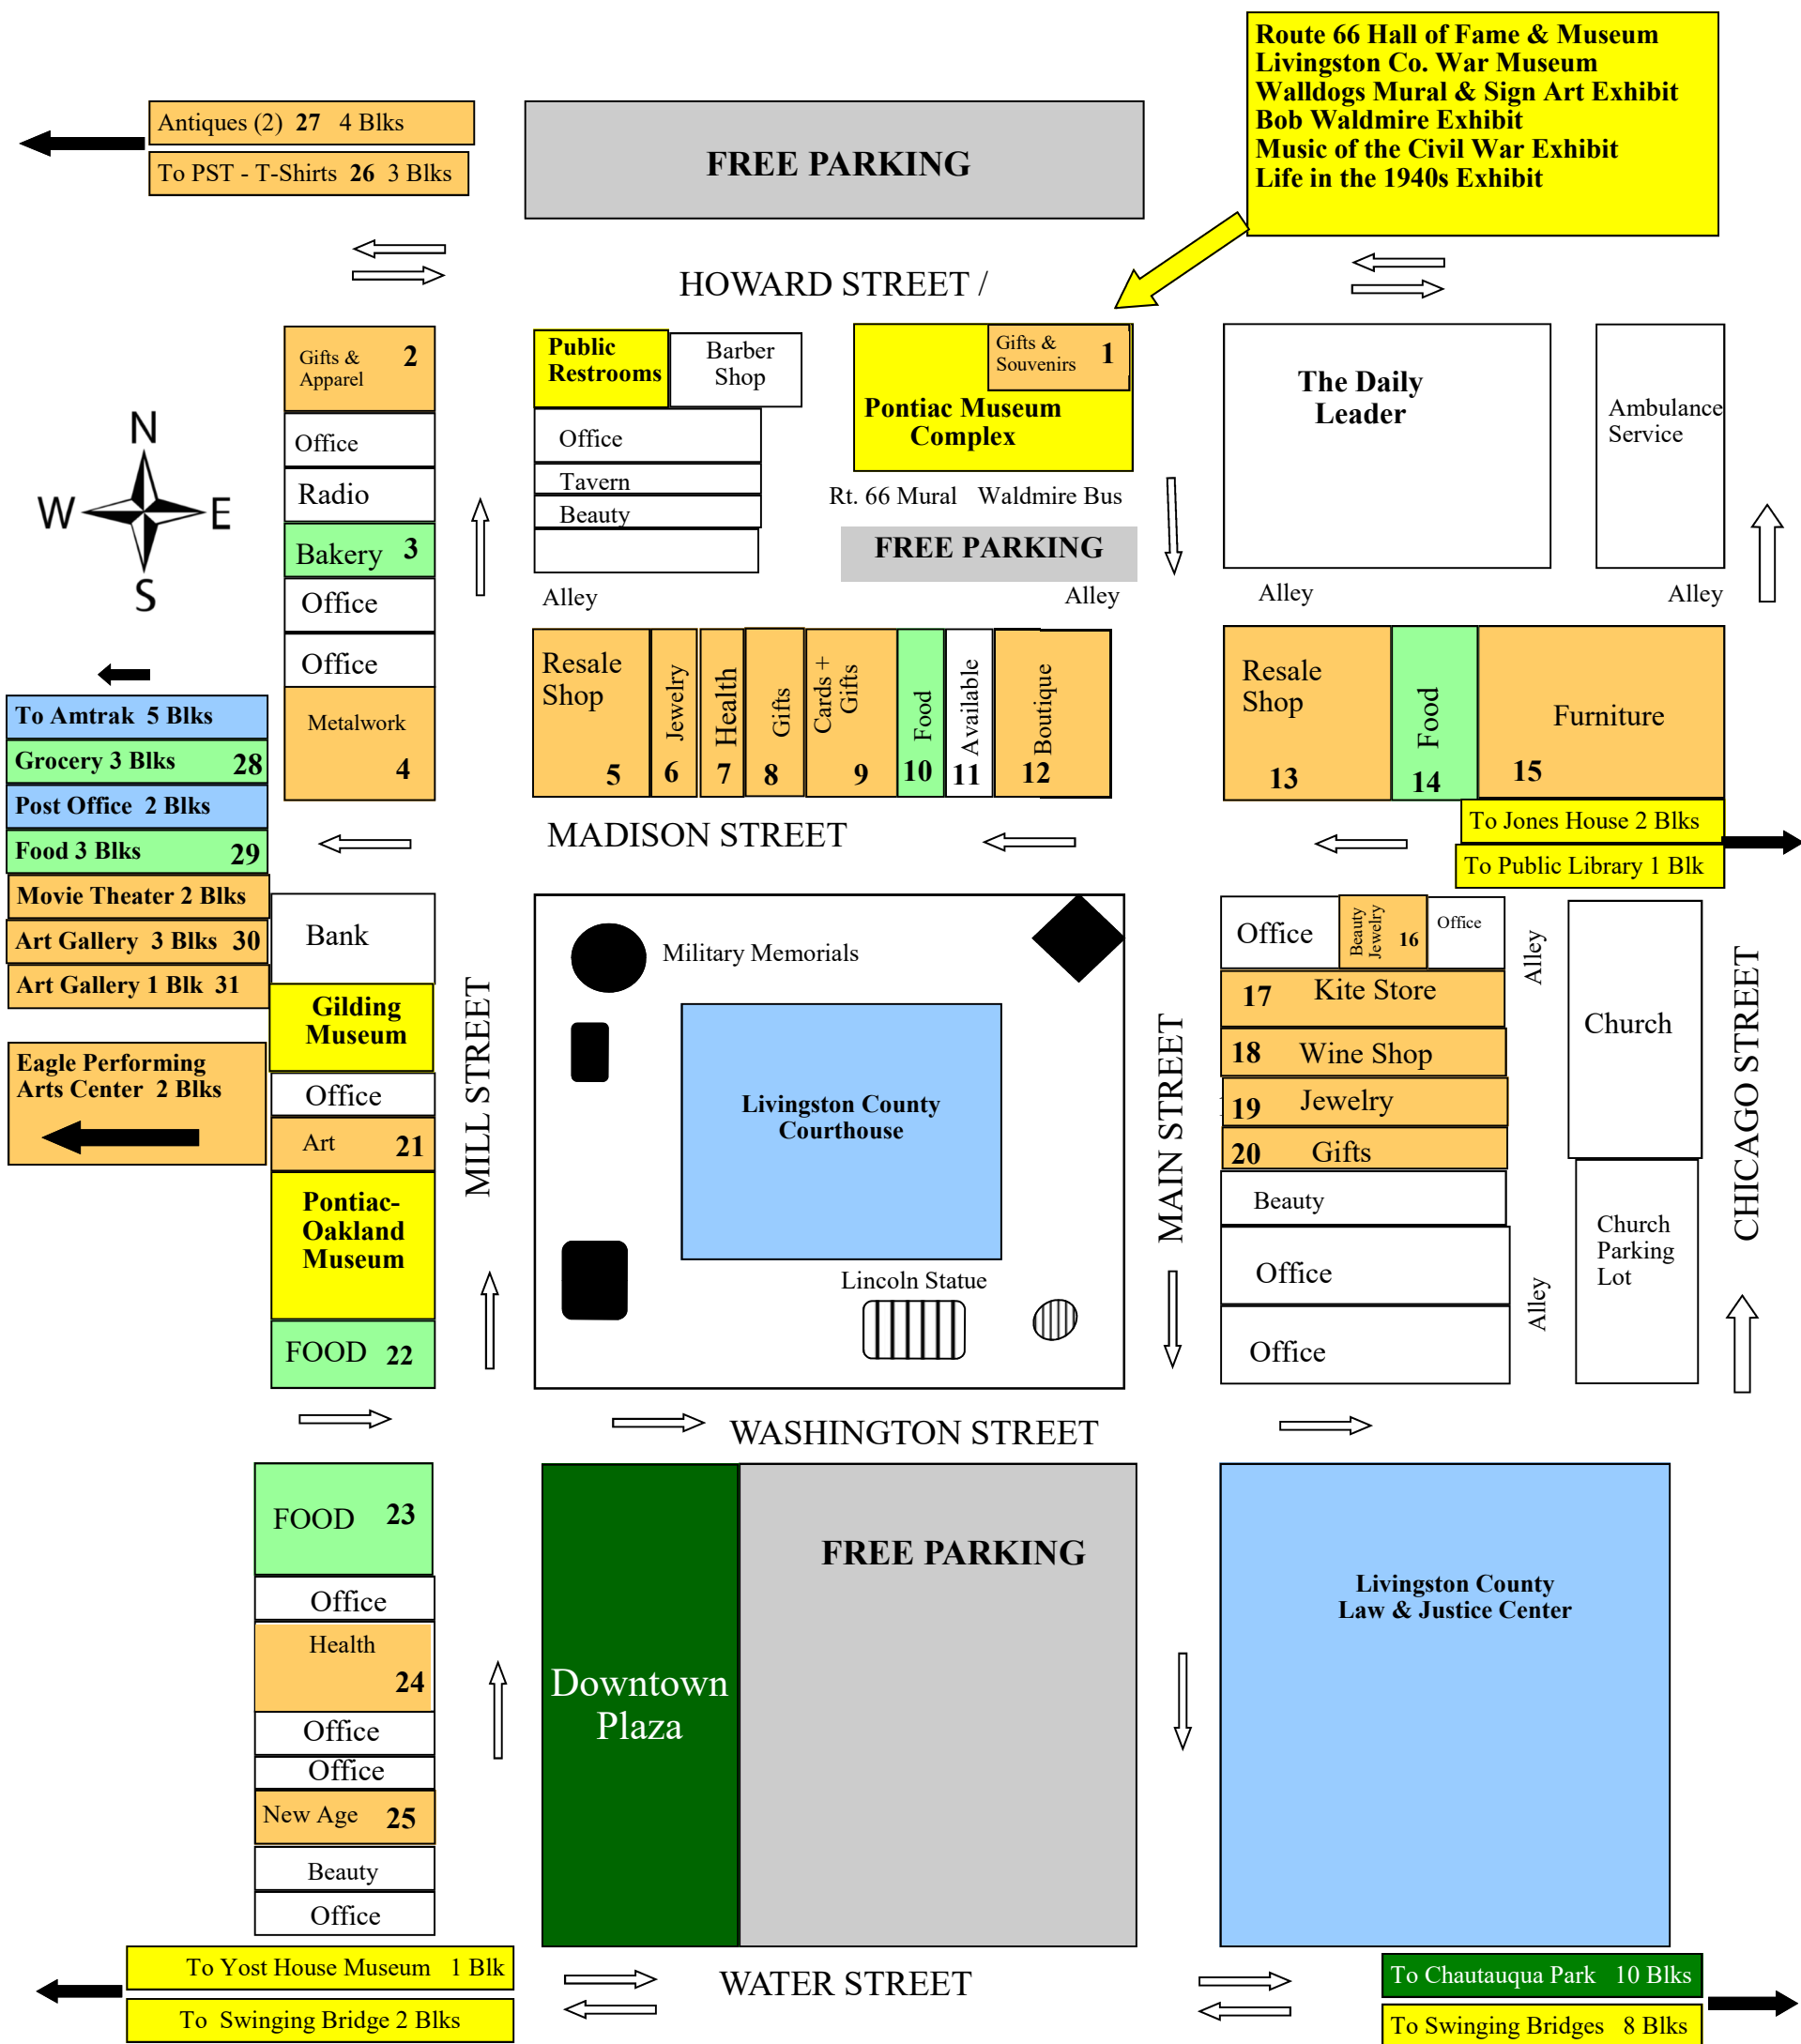 Route 66 Hall of Fame & Museum
Livingston Co. War Museum
Walldogs Mural & Sign Art Exhibit
Bob Waldmire Exhibit
Music of the Civil War Exhibit
Life in the 1940s Exhibit
Antiques (2) 27 4 Blks
To PST - T-Shirts 26 3 Blks
FREE PARKING
HOWARD STREET /
Gifts & 2
Apparel
Office
Radio
Bakery 3
Office
Office
Metalwork
4
Public
Restrooms
Barber
Shop
Office
Tavern
Beauty
Gifts & 1
Souvenirs
Pontiac Museum
Complex
Rt. 66 Mural Waldmire Bus
FREE PARKING
The Daily
Leader
Ambulance
Service
N
W E
S
Alley
Alley
Alley
Alley
Resale
Shop
5
Jewelry
6
Health
7
Gifts
8
Cards +
Gifts
9
Food
10
Available
11
Boutique
12
Resale
Shop
13
Food
14
Furniture
15
To Amtrak 5 Blks
Grocery 3 Blks 28
Post Office 2 Blks
Food 3 Blks 29
Movie Theater 2 Blks
Art Gallery 3 Blks 30
Art Gallery 1 Blk 31
Eagle Performing
Arts Center 2 Blks
MADISON STREET
To Jones House 2 Blks
To Public Library 1 Blk
Bank
Gilding
Museum
Office
Art 21
Pontiac-
Oakland
Museum
FOOD 22
MILL STREET
Military Memorials
Livingston County
Courthouse
Lincoln Statue
MAIN STREET
Office
Beauty
Jewelry
16
Office
17 Kite Store
18 Wine Shop
19 Jewelry
20 Gifts
Beauty
Office
Office
Alley
Alley
Church
Church
Parking
Lot
CHICAGO STREET
WASHINGTON STREET
FOOD 23
Office
Health
24
Office
Office
New Age 25
Beauty
Office
Downtown
Plaza
FREE PARKING
Livingston County
Law & Justice Center
To Yost House Museum 1 Blk
To Swinging Bridge 2 Blks
WATER STREET
To Chautauqua Park 10 Blks
To Swinging Bridges 8 Blks